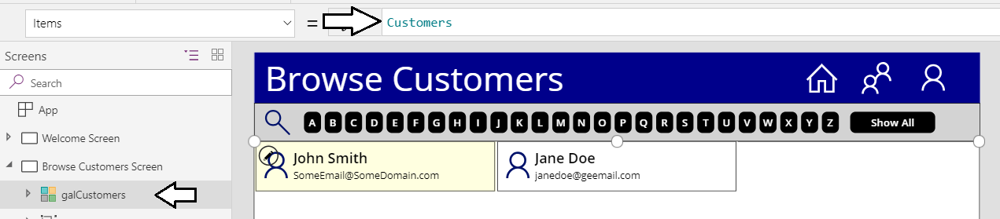 Items
=
Customers
Screens
Search
App
Welcome Screen
Browse Customers Screen
galCustomers
Browse Customers
A B C D E F G H I J K L M N O P Q R S T U V W X Y Z Show All
John Smith
SomeEmail@SomeDomain.com
Jane Doe
janedoe@geemail.com